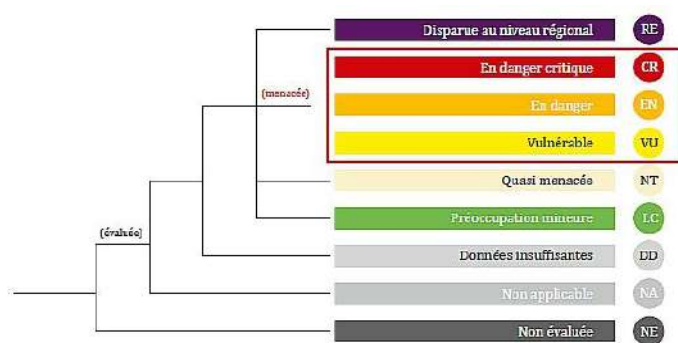 Disparue au niveau régional RE
En danger critique CR
(menacée)
En danger EN
Vulnérable VU
Quasi menacée NT
Préoccupation mineure LC
(évaluée)
Données insuffisantes DD
Non applicable NA
Non évaluée NE